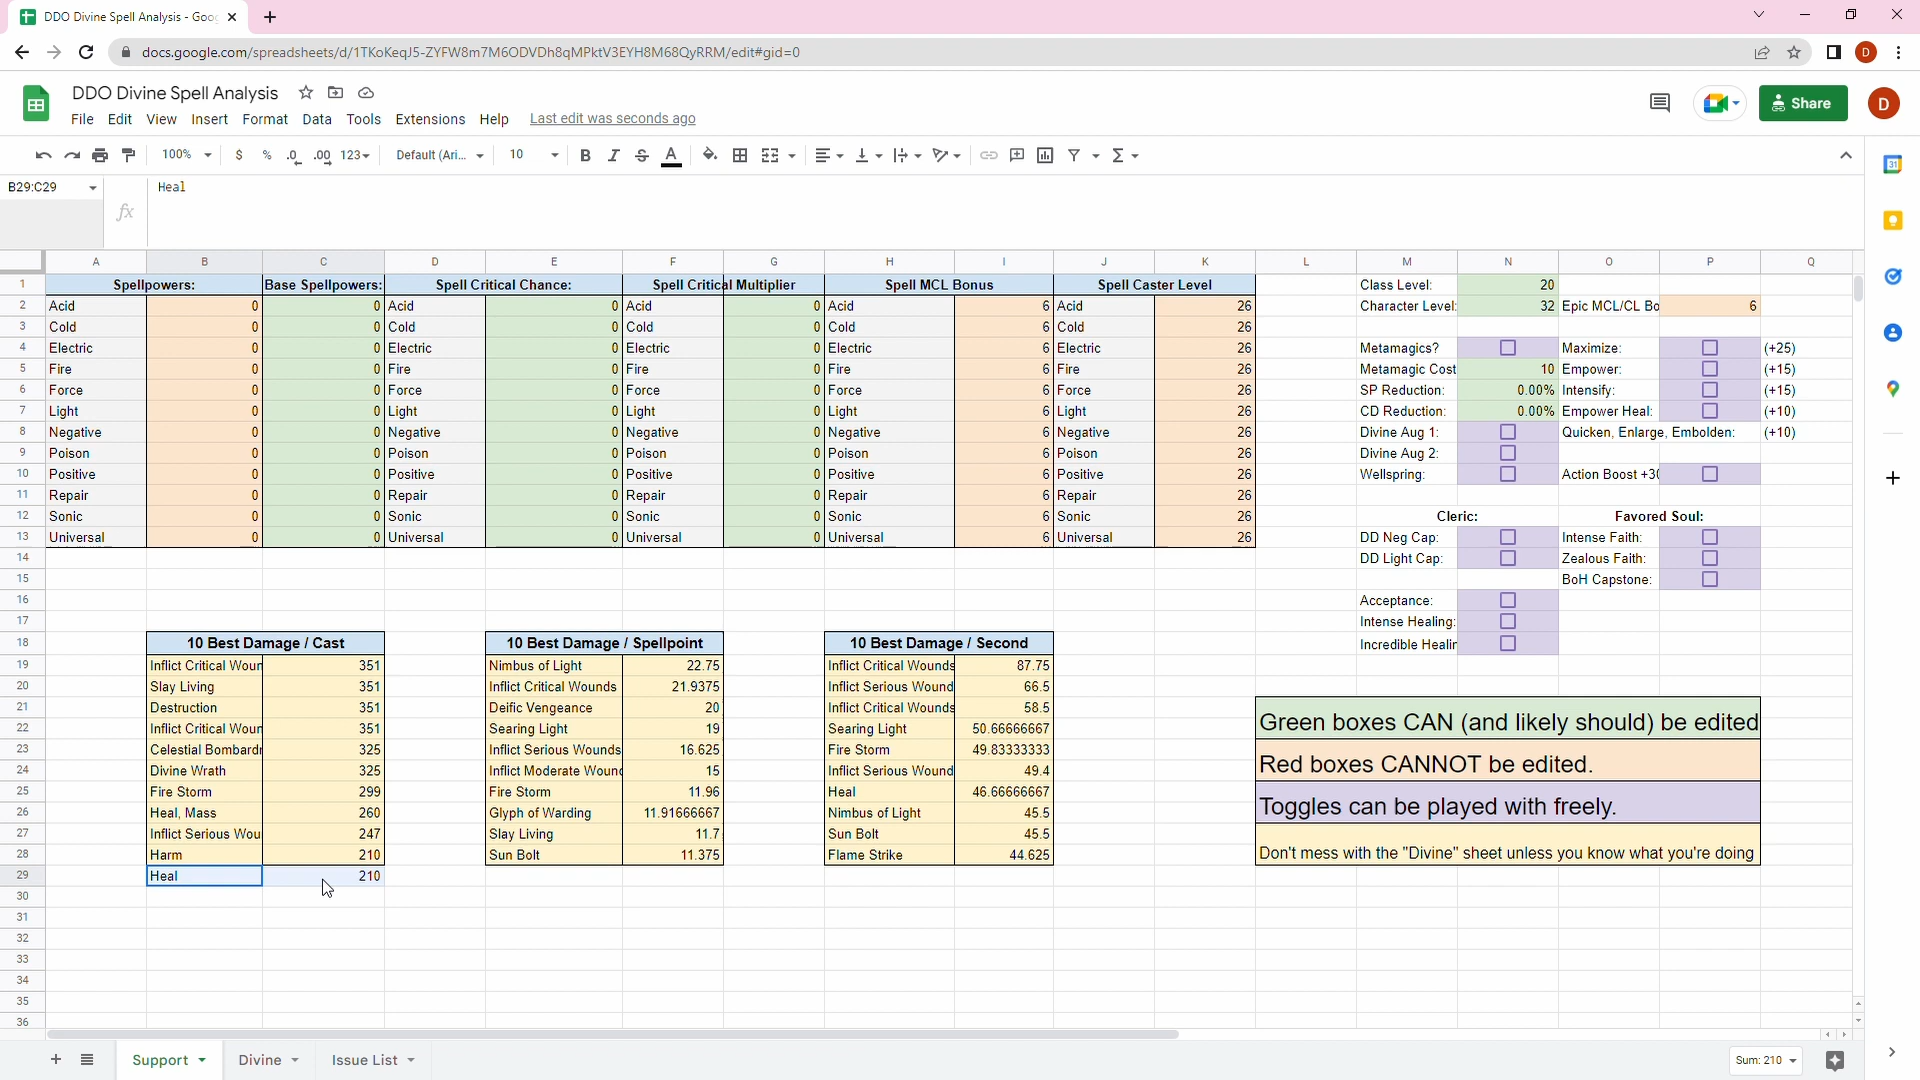 DDO Divine Spell Analysis - Goo
docs.google.com/spreadsheets/d/1TKoKeqJ5-ZYFW8m7M6ODVDh8qMPktV3EYH8M68QyRRM/edit#gid=0
D
DDO Divine Spell Analysis
File Edit View Insert Format Data Tools Extensions Help Last edit was seconds ago
Share
D
100% $ % .0 .00 123 Default (Ari... 10 B I S A
31
B29:C29 Heal
fx
A B C D E F G H I J K L M N O P Q
1 Spellpowers: Base Spellpowers: Spell Critical Chance: Spell Critical Multiplier Spell MCL Bonus Spell Caster Level Class Level: 20
2 Acid 0 0 Acid 0 Acid 0 Acid 6 Acid 26 Character Level: 32 Epic MCL/CL Bo 6
3 Cold 0 0 Cold 0 Cold 0 Cold 6 Cold 26
4 Electric 0 0 Electric 0 Electric 0 Electric 6 Electric 26 Metamagics? Maximize: (+25)
5 Fire 0 0 Fire 0 Fire 0 Fire 6 Fire 26 Metamagic Cost 10 Empower: (+15)
6 Force 0 0 Force 0 Force 0 Force 6 Force 26 SP Reduction: 0.00% Intensify: (+15)
7 Light 0 0 Light 0 Light 0 Light 6 Light 26 CD Reduction: 0.00% Empower Heal: (+10)
8 Negative 0 0 Negative 0 Negative 0 Negative 6 Negative 26 Divine Aug 1: Quicken, Enlarge, Embolden: (+10)
9 Poison 0 0 Poison 0 Poison 0 Poison 6 Poison 26 Divine Aug 2:
10 Positive 0 0 Positive 0 Positive 0 Positive 6 Positive 26 Wellspring: Action Boost +30
11 Repair 0 0 Repair 0 Repair 0 Repair 6 Repair 26
12 Sonic 0 0 Sonic 0 Sonic 0 Sonic 6 Sonic 26 Cleric: Favored Soul:
13 Universal 0 0 Universal 0 Universal 0 Universal 6 Universal 26 DD Neg Cap: Intense Faith:
14 DD Light Cap: Zealous Faith:
15 BoH Capstone:
16 Acceptance:
17 Intense Healing:
18 10 Best Damage / Cast 10 Best Damage / Spellpoint 10 Best Damage / Second Incredible Healir
19 Inflict Critical Woun 351 Nimbus of Light 22.75 Inflict Critical Wounds 87.75
20 Slay Living 351 Inflict Critical Wounds 21.9375 Inflict Serious Wound 66.5
21 Destruction 351 Deific Vengeance 20 Inflict Critical Wounds 58.5
22 Inflict Critical Woun 351 Searing Light 19 Searing Light 50.66666667 Green boxes CAN (and likely should) be edited
23 Celestial Bombardr 325 Inflict Serious Wounds 16.625 Fire Storm 49.83333333
24 Divine Wrath 325 Inflict Moderate Wound 15 Inflict Serious Wound 49.4 Red boxes CANNOT be edited.
25 Fire Storm 299 Fire Storm 11.96 Heal 46.66666667
26 Heal, Mass 260 Glyph of Warding 11.91666667 Nimbus of Light 45.5 Toggles can be played with freely.
27 Inflict Serious Wou 247 Slay Living 11.7 Sun Bolt 45.5
28 Harm 210 Sun Bolt 11.375 Flame Strike 44.625 Don't mess with the "Divine" sheet unless you know what you're doing
29 Heal 210
30
31
32
33
34
35
36
Support Divine Issue List Sum: 210